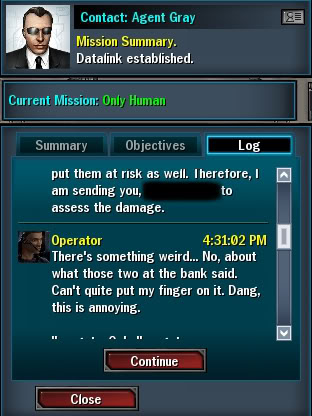 Contact: Agent Gray
Mission Summary.
Datalink established.
Current Mission: Only Human
Summary
Objectives
Log
put them at risk as well. Therefore, I
am sending you, to
assess the damage.
Operator 4:31:02 PM
There's something weird... No, about
what those two at the bank said.
Can't quite put my finger on it. Dang,
this is annoying.
Continue
Close